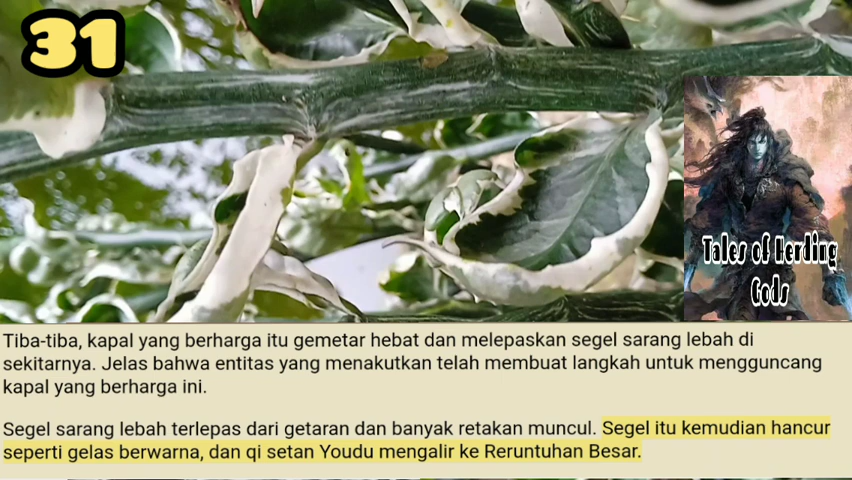 31
Tales of Herding
Gods
Tiba-tiba, kapal yang berharga itu gemetar hebat dan melepaskan segel sarang lebah di
sekitarnya. Jelas bahwa entitas yang menakutkan telah membuat langkah untuk mengguncang
kapal yang berharga ini.
Segel sarang lebah terlepas dari getaran dan banyak retakan muncul. Segel itu kemudian hancur
seperti gelas berwarna, dan qi setan Youdu mengalir ke Reruntuhan Besar.